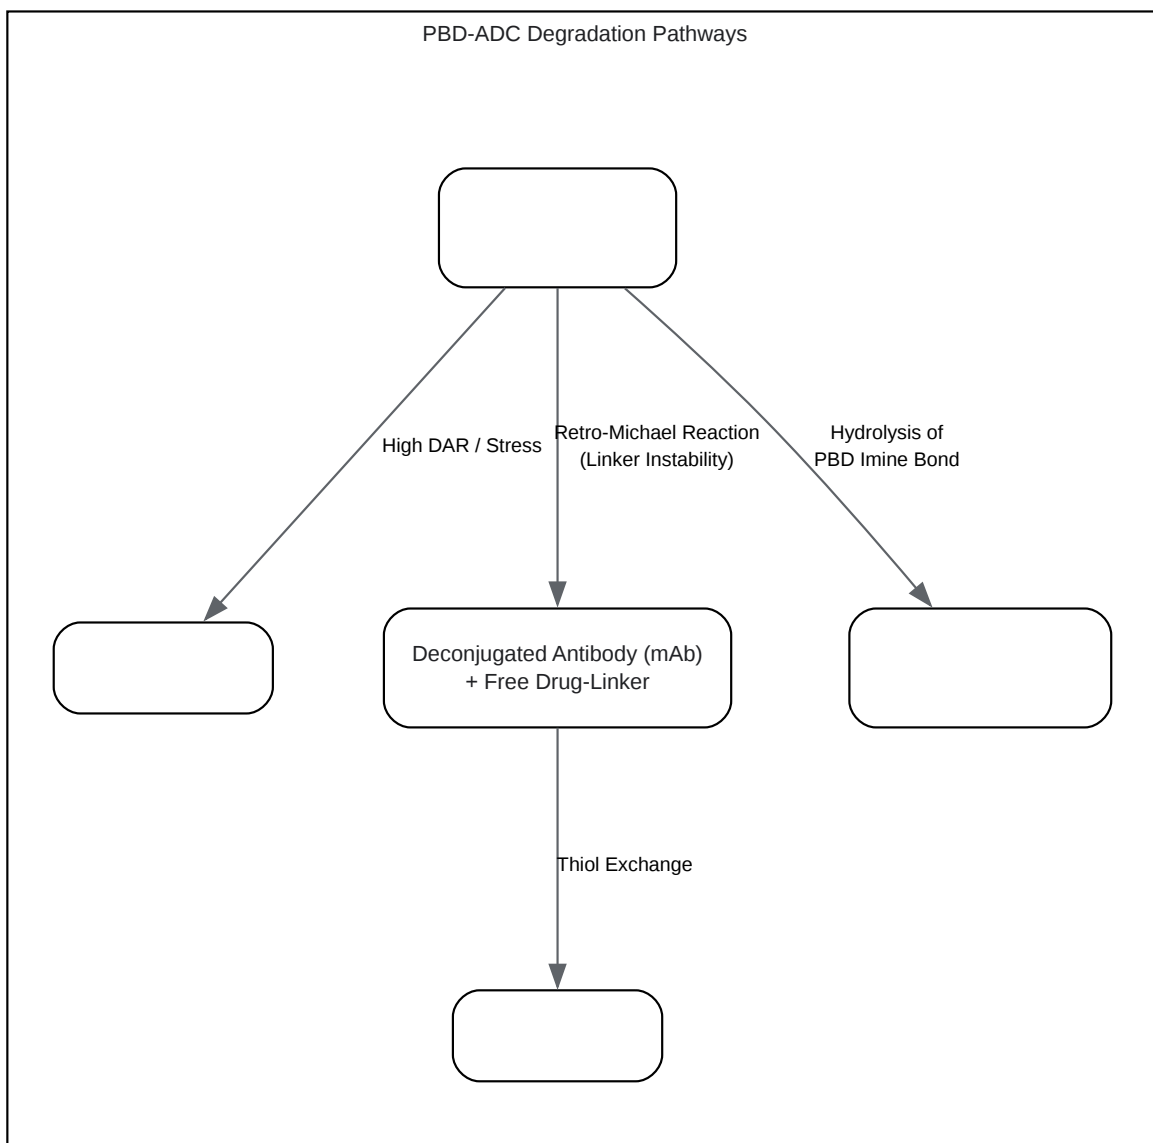 PBD-ADC Degradation Pathways
High DAR / Stress
Retro-Michael Reaction
(Linker Instability)
Hydrolysis of
PBD Imine Bond
Deconjugated Antibody (mAb)
+ Free Drug-Linker
Thiol Exchange